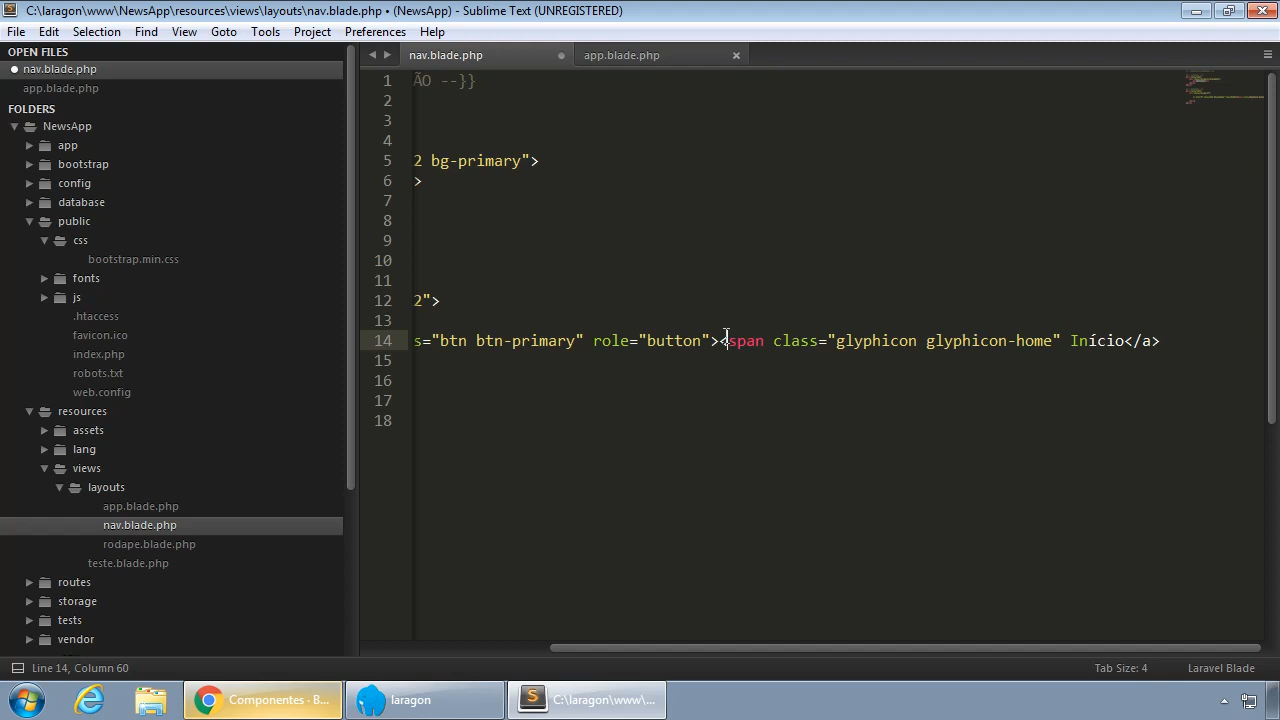 C:\laragon\www\NewsApp\resources\views\layouts\nav.blade.php • (NewsApp) - Sublime Text (UNREGISTERED)
File Edit Selection Find View Goto Tools Project Preferences Help
OPEN FILES
nav.blade.php
app.blade.php
FOLDERS
NewsApp
app
bootstrap
config
database
public
css
bootstrap.min.css
fonts
js
.htaccess
favicon.ico
index.php
robots.txt
web.config
resources
assets
lang
views
layouts
app.blade.php
nav.blade.php
rodape.blade.php
teste.blade.php
routes
storage
tests
vendor
nav.blade.php
app.blade.php
1 ÃO --}}
2
3
4
5 2 bg-primary">
6 >
7
8
9
10
11
12 2">
13
14 s="btn btn-primary" role="button"><span class="glyphicon glyphicon-home" Início</a>
15
16
17
18
Line 14, Column 60
Tab Size: 4
Laravel Blade
Componentes - B...
laragon
C:\laragon\www\...